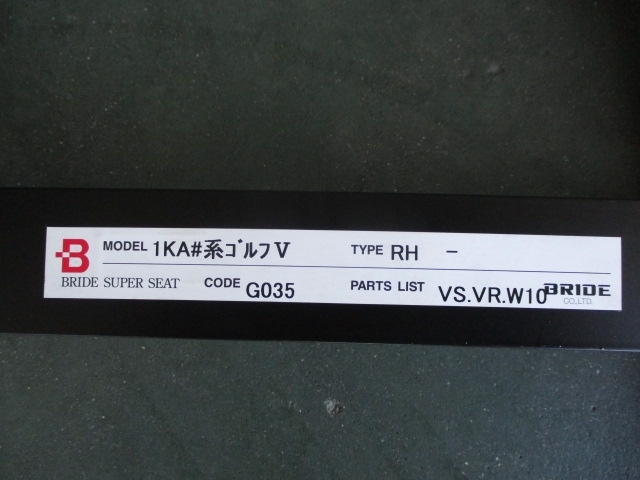 B MODEL 1KA#系ｺﾞﾙﾌV TYPE RH -
BRIDE SUPER SEAT CODE G035 PARTS LIST VS.VR.W10 BRIDE
CO.,LTD.